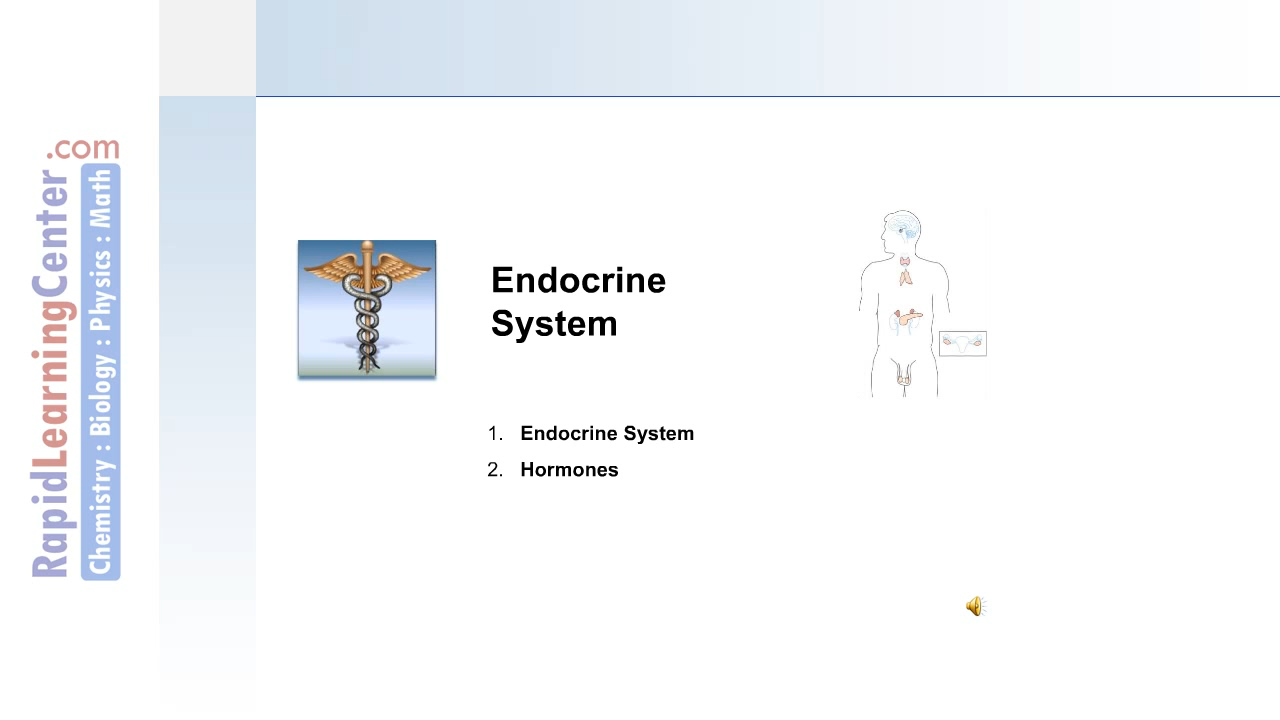 RapidLearningCenter.com
Chemistry : Biology : Physics : Math
Endocrine
System
1. Endocrine System
2. Hormones